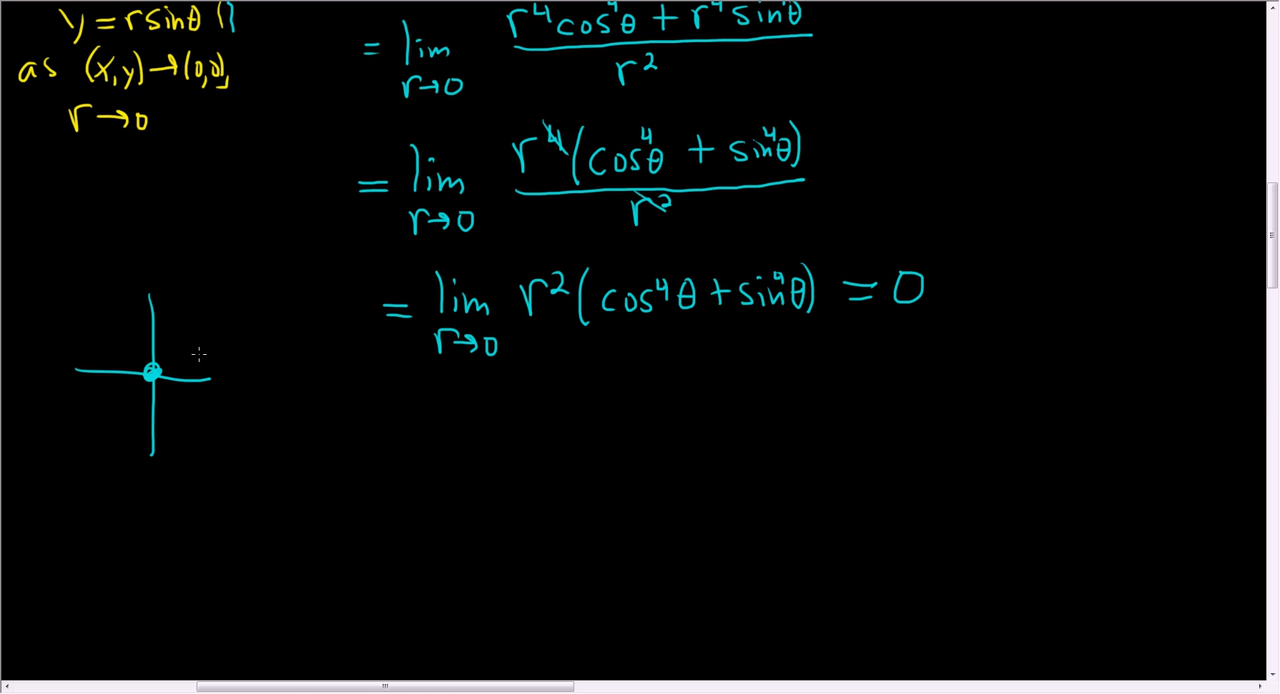 y = r sinθ
as (x,y)→(0,0),
r→0
= lim r→0 (r⁴cos⁴θ + r⁴sin⁴θ) / r²
= lim r→0 r⁴(cos⁴θ + sin⁴θ) / r²
= lim r→0 r²(cos⁴θ + sin⁴θ) = 0